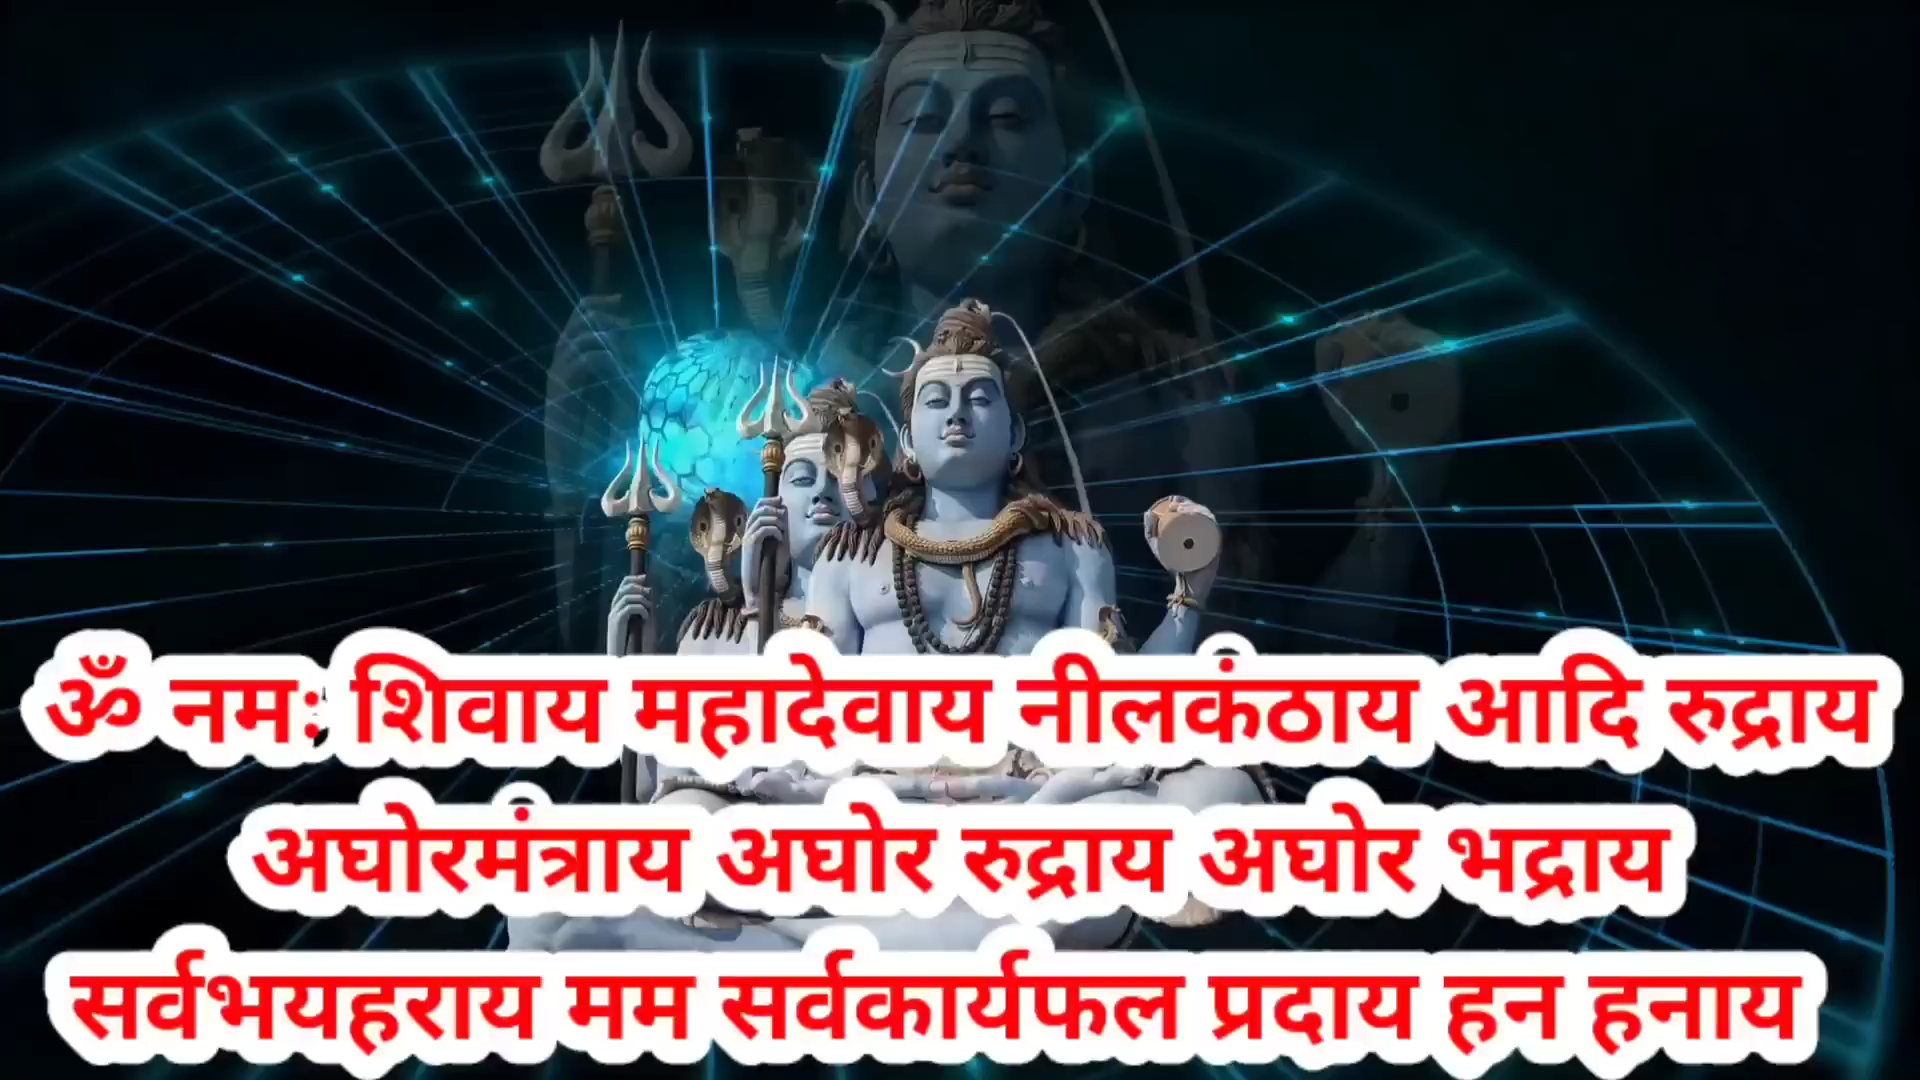 ॐ नमः शिवाय महादेवाय नीलकंठाय आदि रुद्राय
अघोरमंत्राय अघोर रुद्राय अघोर भद्राय
सर्वभयहराय मम सर्वकार्यफल प्रदाय हन हनाय